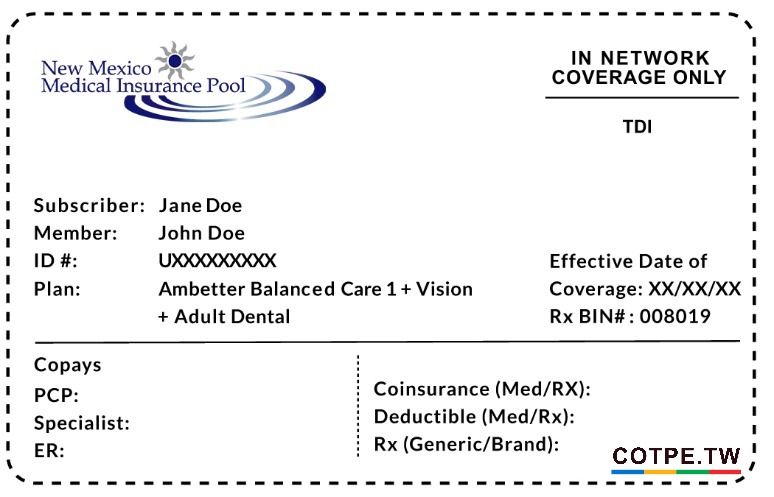 New Mexico
Medical Insurance Pool
IN NETWORK
COVERAGE ONLY
TDI
Subscriber: Jane Doe
Member: John Doe
ID #: UXXXXXXXXX
Plan: Ambetter Balanced Care 1 + Vision
+ Adult Dental
Effective Date of
Coverage: XX/XX/XX
Rx BIN# : 008019
Copays
PCP:
Specialist:
ER:
Coinsurance (Med/RX):
Deductible (Med/Rx):
Rx (Generic/Brand):
COTPE.TW